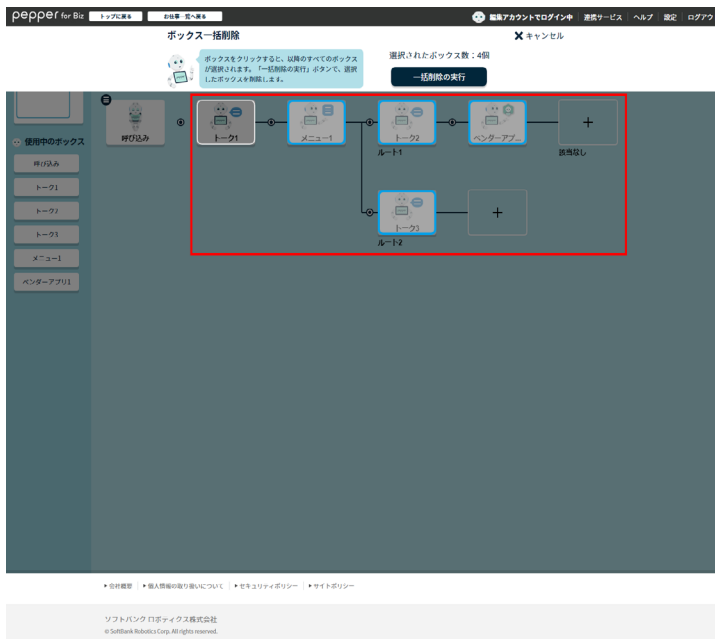 pepper for Biz トップに戻る お仕事一覧へ戻る 編集アカウントでログイン中 連携サービス ヘルプ 設定 ログアウ
ボックス一括削除
キャンセル
ボックスをクリックすると、以降のすべてのボックス
が選択されます。「一括削除の実行」ボタンで、選択
したボックスを削除します。
選択されたボックス数：4個
一括削除の実行
使用中のボックス
呼び込み
トーク1
トーク2
トーク3
メニュー1
ベンダーアプリ1
呼び込み
トーク1
メニュー1
トーク2
ベンダーアプ...
+
ルート1
該当なし
トーク3
+
ルート2
会社概要 個人情報の取り扱いについて セキュリティポリシー サイトポリシー
ソフトバンク ロボティクス株式会社
© SoftBank Robotics Corp. All rights reserved.